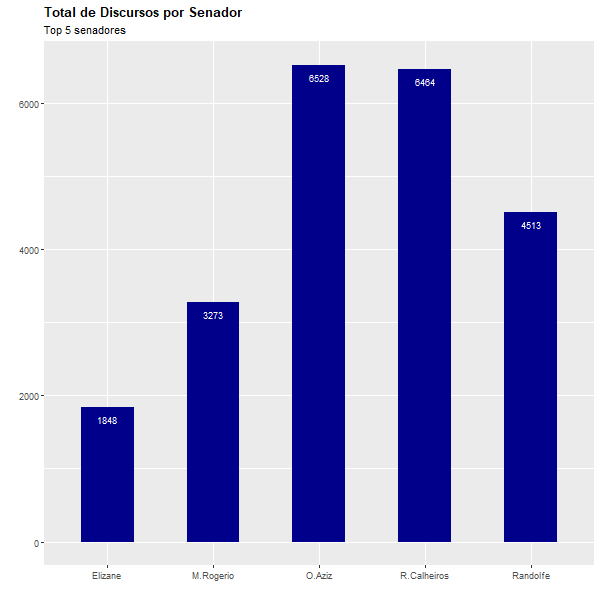 Total de Discursos por Senador
Top 5 senadores
6000
4000
2000
0
1848
3273
6528
6464
4513
Elizane
M.Rogerio
O.Aziz
R.Calheiros
Randolfe